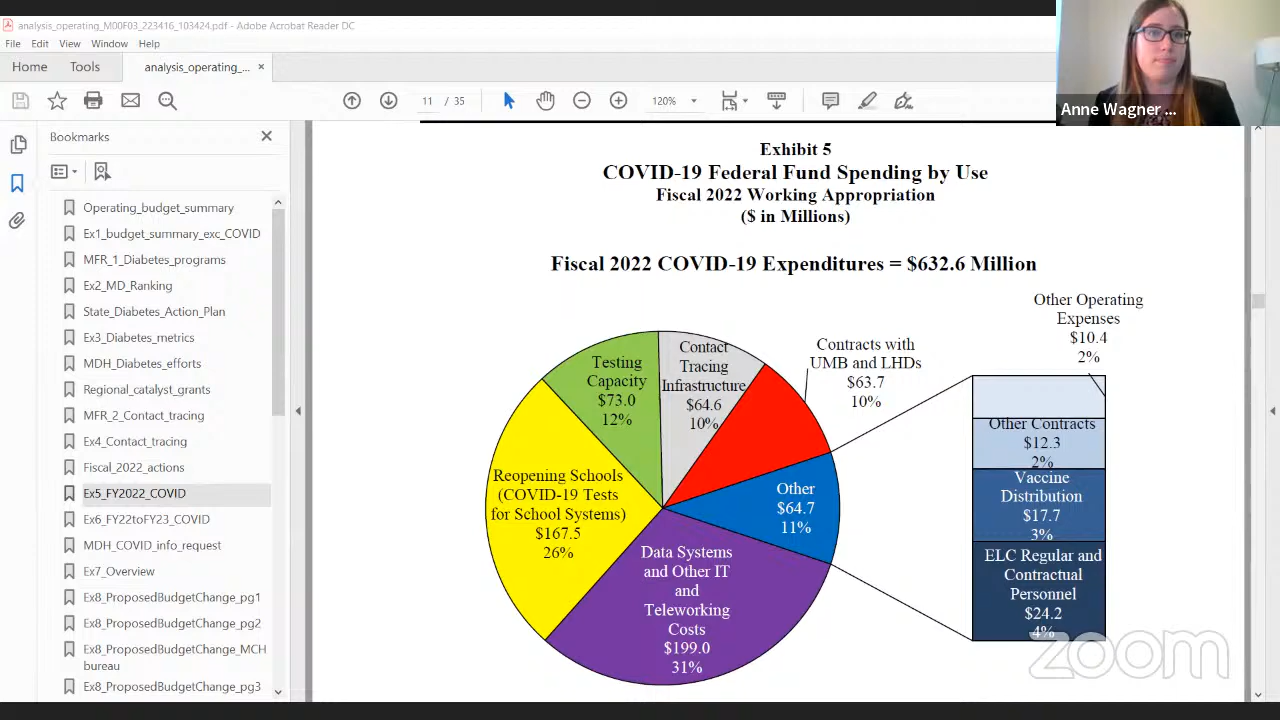 analysis_operating_M00F03_223416_103424.pdf - Adobe Acrobat Reader DC
File Edit View Window Help
Home Tools analysis_operating_... ×
11 / 35 120%
Anne Wagner ...
Bookmarks
Operating_budget_summary
Ex1_budget_summary_exc_COVID
MFR_1_Diabetes_programs
Ex2_MD_Ranking
State_Diabetes_Action_Plan
Ex3_Diabetes_metrics
MDH_Diabetes_efforts
Regional_catalyst_grants
MFR_2_Contact_tracing
Ex4_Contact_tracing
Fiscal_2022_actions
Ex5_FY2022_COVID
Ex6_FY22toFY23_COVID
MDH_COVID_info_request
Ex7_Overview
Ex8_ProposedBudgetChange_pg1
Ex8_ProposedBudgetChange_pg2
Ex8_ProposedBudgetChange_MCH
bureau
Ex8_ProposedBudgetChange_pg3
Exhibit 5
COVID-19 Federal Fund Spending by Use
Fiscal 2022 Working Appropriation
($ in Millions)
Fiscal 2022 COVID-19 Expenditures = $632.6 Million
Testing
Capacity
$73.0
12%
Contact
Tracing
Infrastructure
$64.6
10%
Contracts with
UMB and LHDs
$63.7
10%
Reopening Schools
(COVID-19 Tests
for School Systems)
$167.5
26%
Other
$64.7
11%
Data Systems
and Other IT
and
Teleworking
Costs
$199.0
31%
Other Operating
Expenses
$10.4
2%
Other Contracts
$12.3
2%
Vaccine
Distribution
$17.7
3%
ELC Regular and
Contractual
Personnel
$24.2
4%
zoom